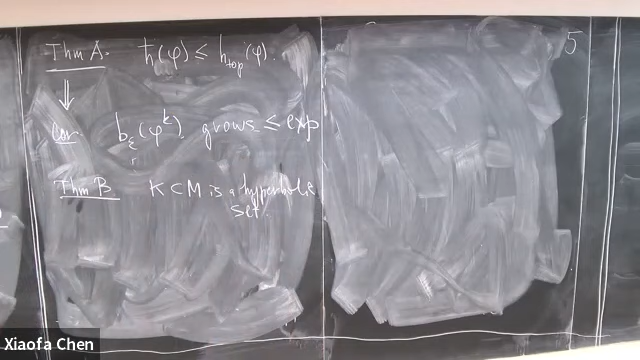 Thm A. ℏ(φ) ≤ h_top(φ).
5
⇓
Cor. b_ε(φ^k) grows ≤ exp
Thm B K ⊂ M is a hyperbolic
set.
Xiaofa Chen